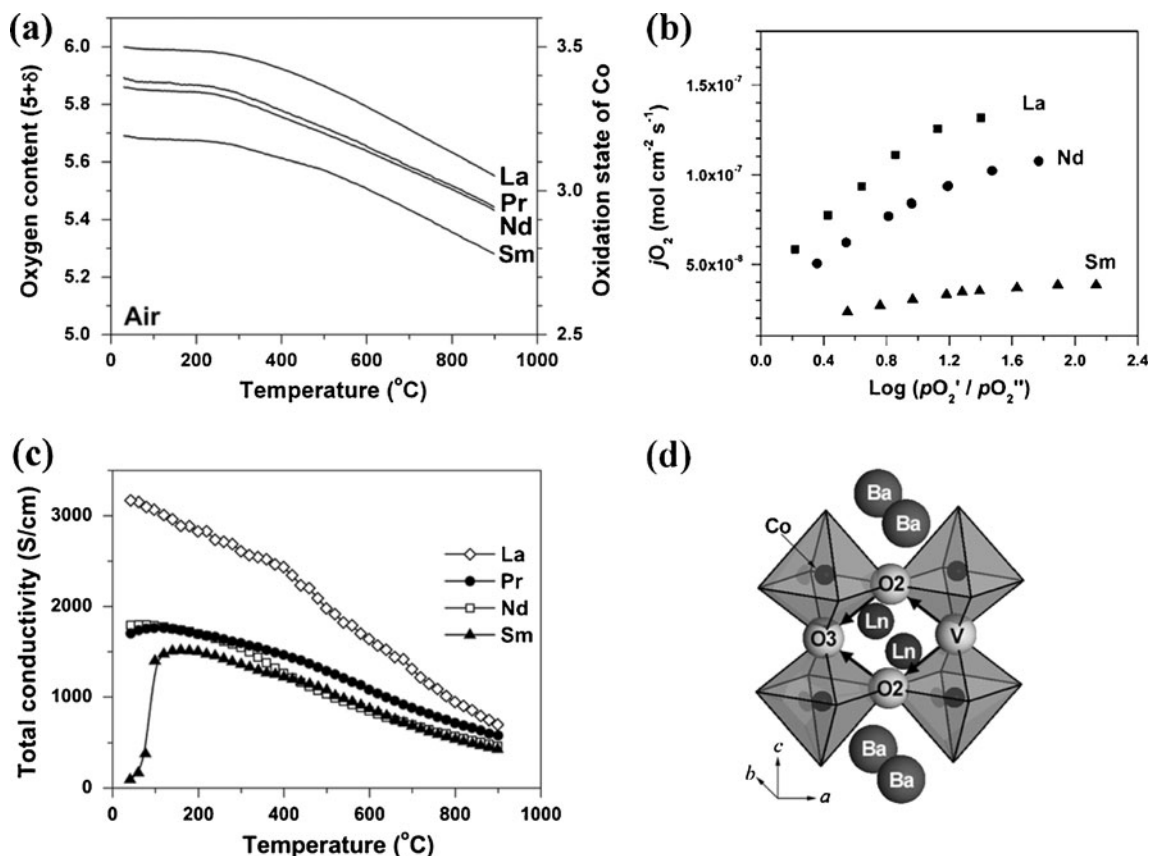 (a)
6.0
5.8
5.6
5.4
5.2
5.0
Oxygen content (5+δ)
3.5
3.0
2.5
Oxidation state of Co
La
Pr
Nd
Sm
Air
0 200 400 600 800 1000
Temperature (°C)
(b)
1.5x10⁻⁷
1.0x10⁻⁷
5.0x10⁻⁸
jO₂ (mol cm⁻² s⁻¹)
La
Nd
Sm
0.0 0.4 0.8 1.2 1.6 2.0 2.4
Log (pO₂' / pO₂'')
(c)
3000
2000
1000
0
Total conductivity (S/cm)
La
Pr
Nd
Sm
0 200 400 600 800 1000
Temperature (°C)
(d)
Ba
Ba
Co
O2
Ln
O3
V
Ln
O2
Ba
Ba
c
b
a